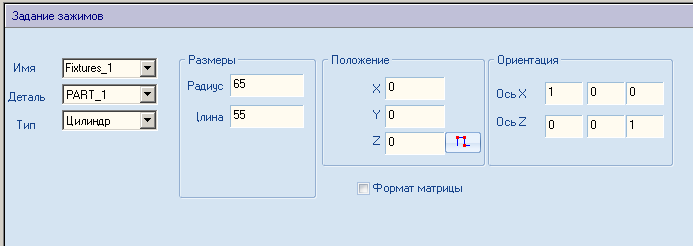 Задание зажимов
Имя Fixtures_1
Деталь PART_1
Тип Цилиндр
Размеры
Радиус 65
лина 55
Положение
X 0
Y 0
Z 0
Формат матрицы
Ориентация
Ось X 1 0 0
Ось Z 0 0 1